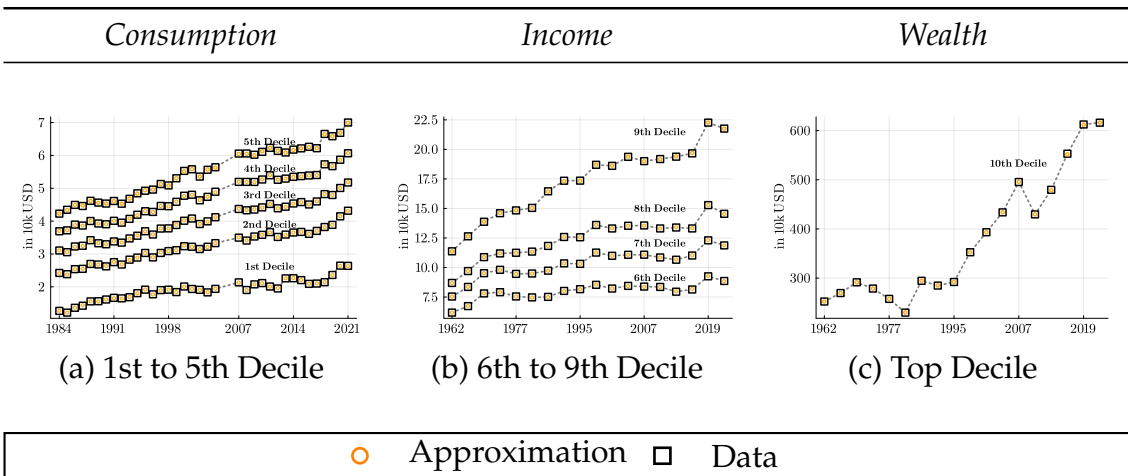 Consumption Income Wealth
in 10k USD
7
6
5
4
3
2
5th Decile
4th Decile
3rd Decile
2nd Decile
1st Decile
1984 1991 1998 2007 2014 2021
(a) 1st to 5th Decile
in 10k USD
22.5
20.0
17.5
15.0
12.5
10.0
7.5
9th Decile
8th Decile
7th Decile
6th Decile
1962 1977 1995 2007 2019
(b) 6th to 9th Decile
in 10k USD
600
500
400
300
10th Decile
1962 1977 1995 2007 2019
(c) Top Decile
Approximation Data